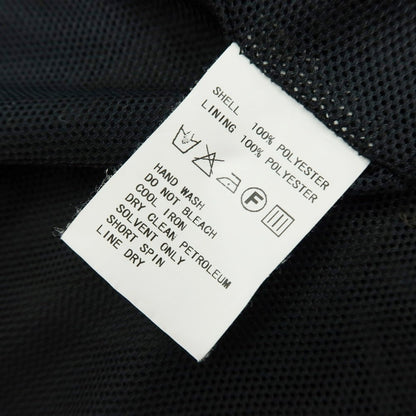 SHELL 100% POLYESTER
LINING 100% POLYESTER
F
HAND WASH
DO NOT BLEACH
COOL IRON
DRY CLEAN PETROLEUM
SOLVENT ONLY
SHORT SPIN
LINE DRY